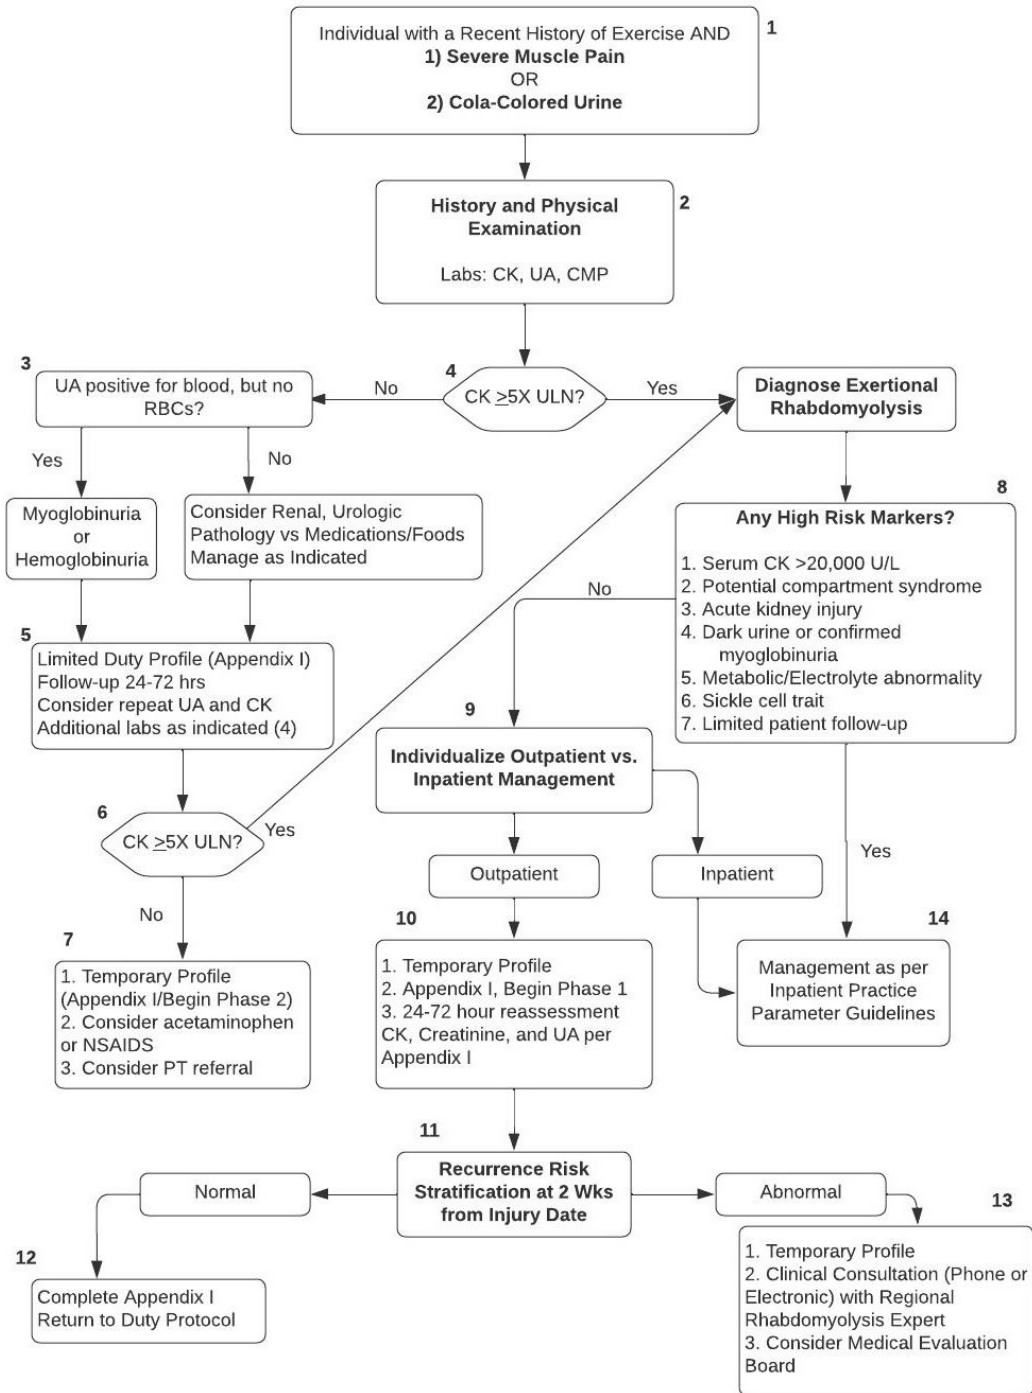 1
Individual with a Recent History of Exercise AND
1) Severe Muscle Pain
OR
2) Cola-Colored Urine
2
History and Physical
Examination
Labs: CK, UA, CMP
3
UA positive for blood, but no
RBCs?
No
4
CK ≥5X ULN?
Yes
Diagnose Exertional
Rhabdomyolysis
Yes
No
Myoglobinuria
or
Hemoglobinuria
Consider Renal, Urologic
Pathology vs Medications/Foods
Manage as Indicated
8
Any High Risk Markers?
1. Serum CK >20,000 U/L
2. Potential compartment syndrome
3. Acute kidney injury
4. Dark urine or confirmed
myoglobinuria
5. Metabolic/Electrolyte abnormality
6. Sickle cell trait
7. Limited patient follow-up
No
5
Limited Duty Profile (Appendix I)
Follow-up 24-72 hrs
Consider repeat UA and CK
Additional labs as indicated (4)
9
Individualize Outpatient vs.
Inpatient Management
6
CK ≥5X ULN?
Yes
No
Outpatient
Inpatient
Yes
7
1. Temporary Profile
(Appendix I/Begin Phase 2)
2. Consider acetaminophen
or NSAIDS
3. Consider PT referral
10
1. Temporary Profile
2. Appendix I, Begin Phase 1
3. 24-72 hour reassessment
CK, Creatinine, and UA per
Appendix I
14
Management as per
Inpatient Practice
Parameter Guidelines
11
Recurrence Risk
Stratification at 2 Wks
from Injury Date
Normal
Abnormal
12
Complete Appendix I
Return to Duty Protocol
13
1. Temporary Profile
2. Clinical Consultation (Phone or
Electronic) with Regional
Rhabdomyolysis Expert
3. Consider Medical Evaluation
Board